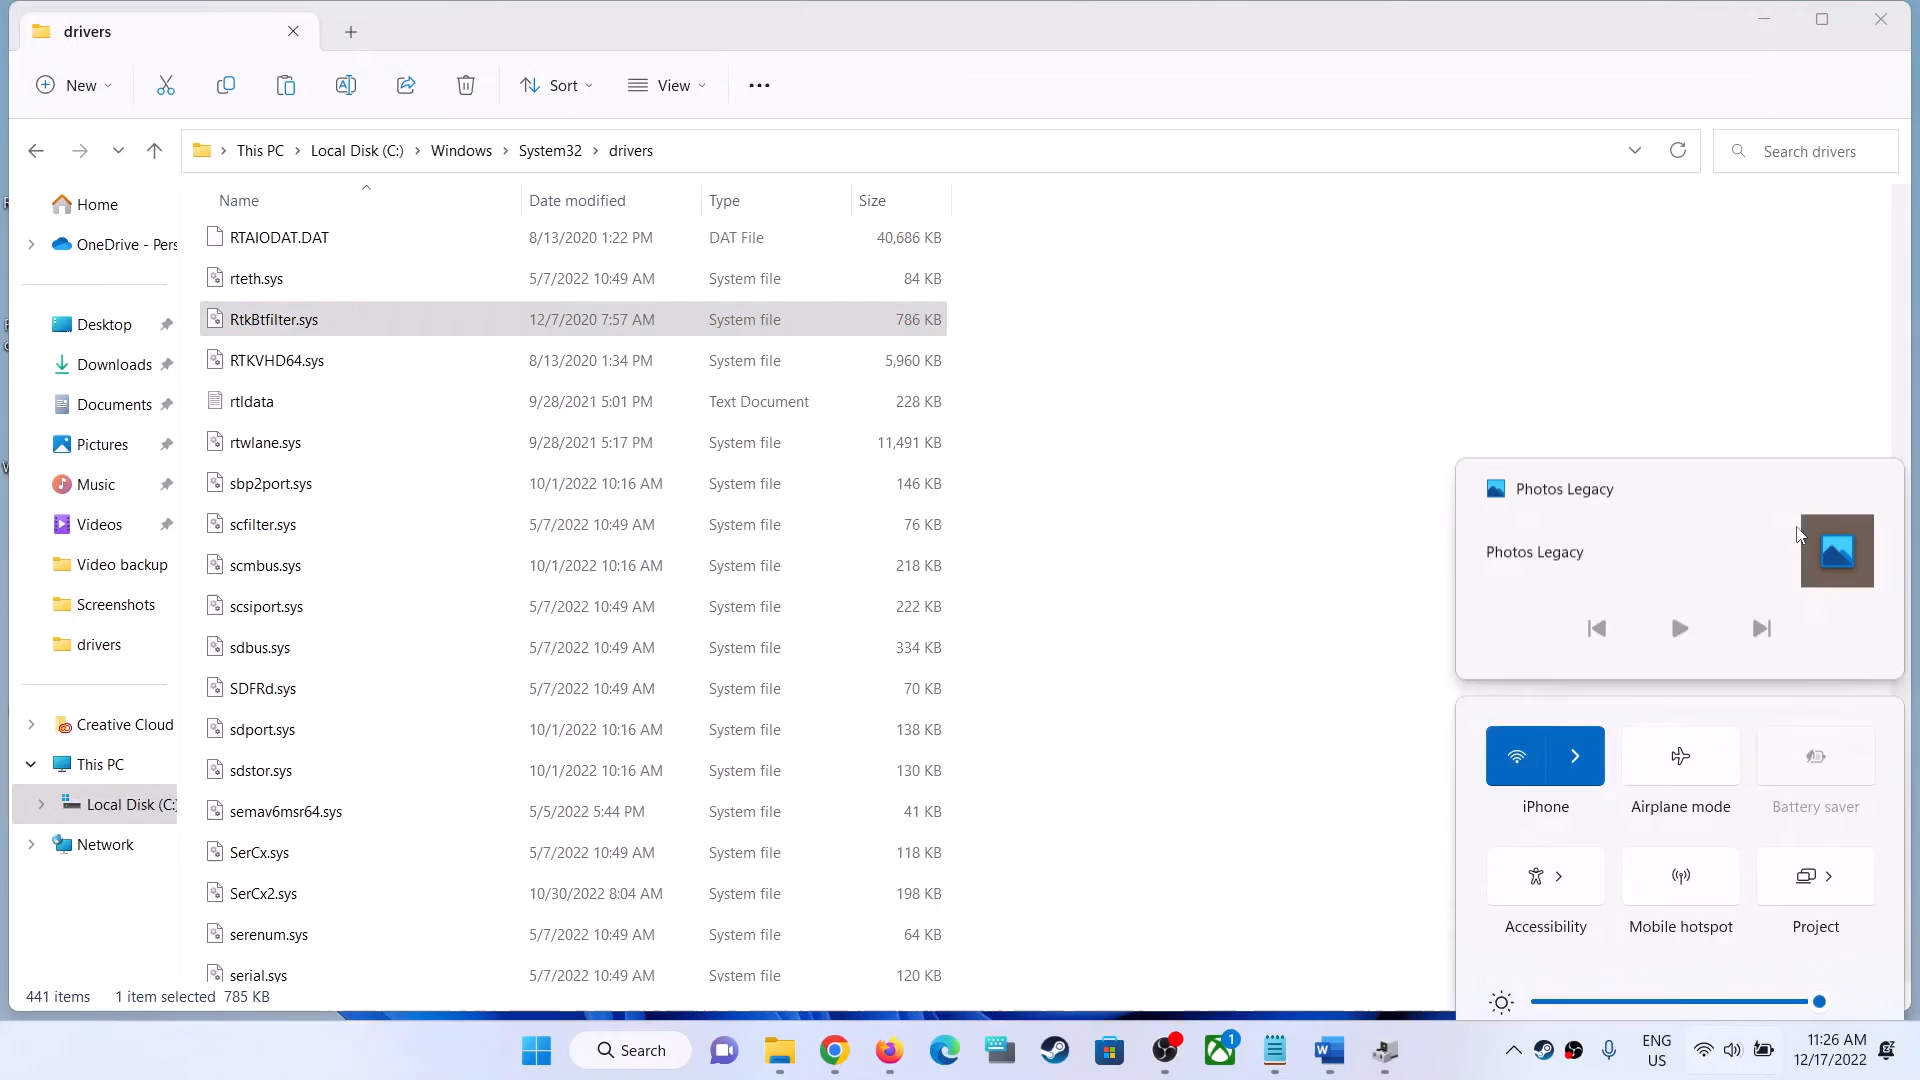 drivers
New
Sort
View
This PC
Local Disk (C:)
Windows
System32
drivers
Search drivers
Name
Date modified
Type
Size
RTAIODAT.DAT 8/13/2020 1:22 PM DAT File 40,686 KB
rteth.sys 5/7/2022 10:49 AM System file 84 KB
RtkBtfilter.sys 12/7/2020 7:57 AM System file 786 KB
RTKVHD64.sys 8/13/2020 1:34 PM System file 5,960 KB
rtldata 9/28/2021 5:01 PM Text Document 228 KB
rtwlane.sys 9/28/2021 5:17 PM System file 11,491 KB
sbp2port.sys 10/1/2022 10:16 AM System file 146 KB
scfilter.sys 5/7/2022 10:49 AM System file 76 KB
scmbus.sys 10/1/2022 10:16 AM System file 218 KB
scsiport.sys 5/7/2022 10:49 AM System file 222 KB
sdbus.sys 5/7/2022 10:49 AM System file 334 KB
SDFRd.sys 5/7/2022 10:49 AM System file 70 KB
sdport.sys 10/1/2022 10:16 AM System file 138 KB
sdstor.sys 10/1/2022 10:16 AM System file 130 KB
semav6msr64.sys 5/5/2022 5:44 PM System file 41 KB
SerCx.sys 5/7/2022 10:49 AM System file 118 KB
SerCx2.sys 10/30/2022 8:04 AM System file 198 KB
serenum.sys 5/7/2022 10:49 AM System file 64 KB
serial.sys 5/7/2022 10:49 AM System file 120 KB
Home
OneDrive - Pers
Desktop
Downloads
Documents
Pictures
Music
Videos
Video backup
Screenshots
drivers
Creative Cloud
This PC
Local Disk (C:)
Network
441 items
1 item selected 785 KB
Photos Legacy
Photos Legacy
iPhone
Airplane mode
Battery saver
Accessibility
Mobile hotspot
Project
Search
1
ENG
US
11:26 AM
12/17/2022